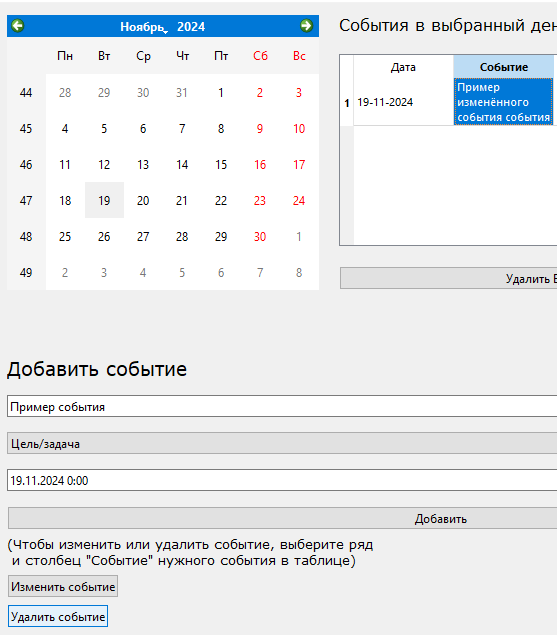 Ноябрь, 2024
Пн Вт Ср Чт Пт Сб Вс
44 28 29 30 31 1 2 3
45 4 5 6 7 8 9 10
46 11 12 13 14 15 16 17
47 18 19 20 21 22 23 24
48 25 26 27 28 29 30 1
49 2 3 4 5 6 7 8
События в выбранный ден
Дата Событие
1 19-11-2024 Пример
изменённого
события события
Удалить В
Добавить событие
Пример события
Цель/задача
19.11.2024 0:00
Добавить
(Чтобы изменить или удалить событие, выберите ряд
и столбец "Событие" нужного события в таблице)
Изменить событие
Удалить событие